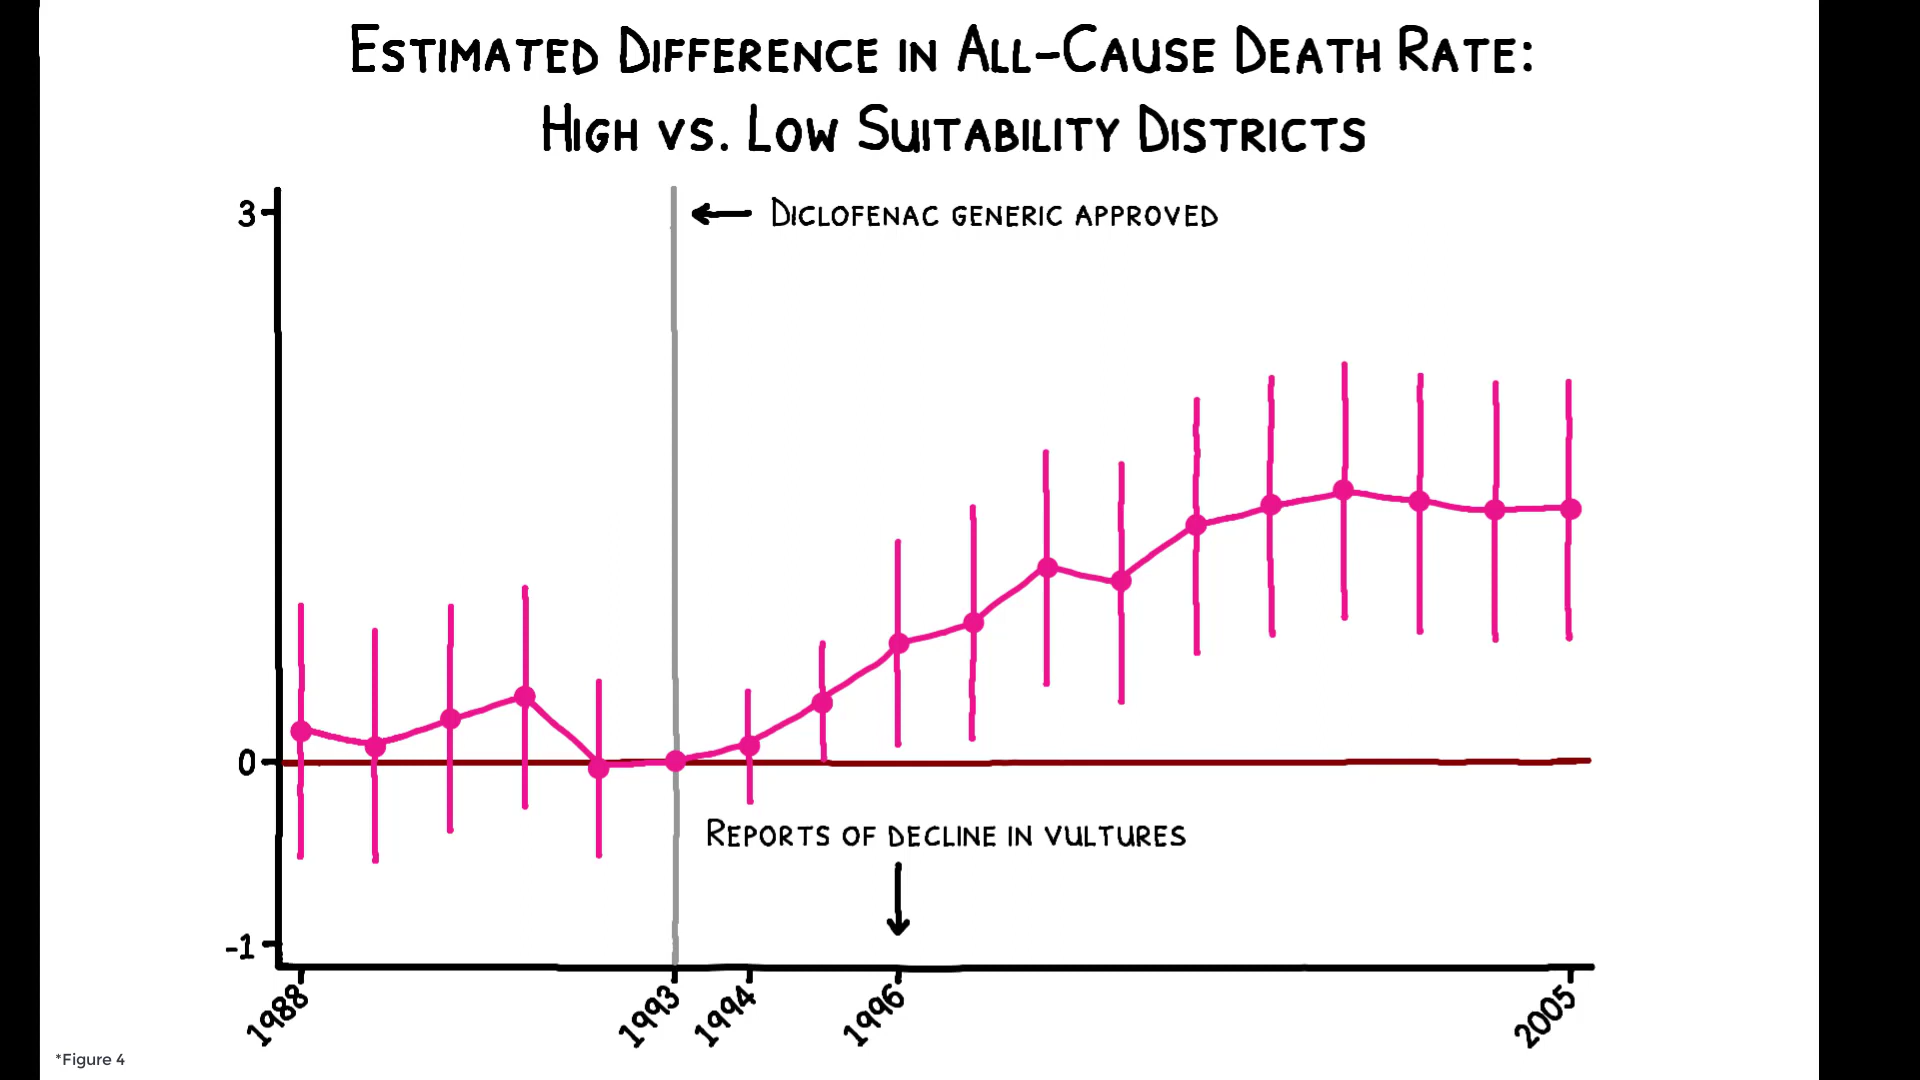 ESTIMATED DIFFERENCE IN ALL-CAUSE DEATH RATE:
HIGH VS. LOW SUITABILITY DISTRICTS
3
DICLOFENAC GENERIC APPROVED
0
REPORTS OF DECLINE IN VULTURES
-1
1988
1993
1994
1996
2005
*Figure 4